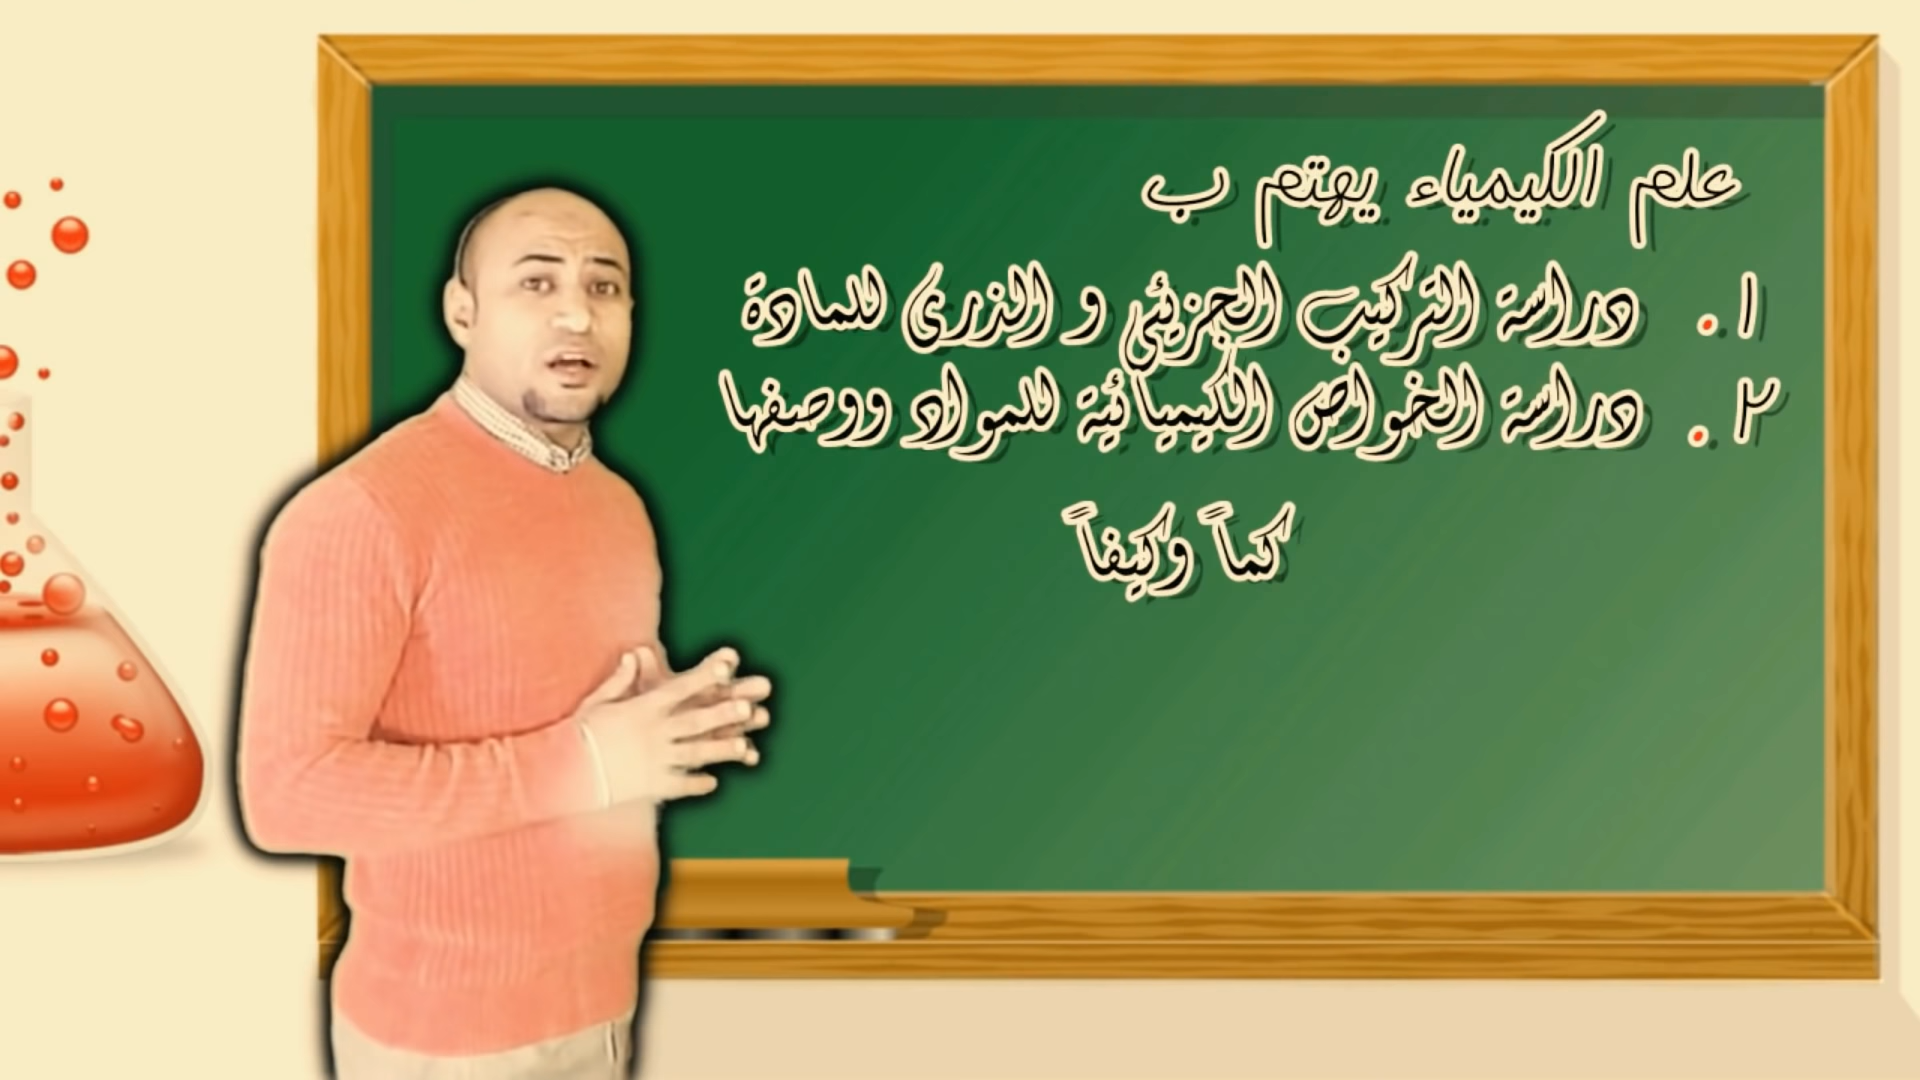 علم الكيمياء يهتم ب
١. دراسة التركيب الجزيئي و الذرى للمادة
٢. دراسة الخواص الكيميائية للمواد ووصفها
كماً وكيفاً